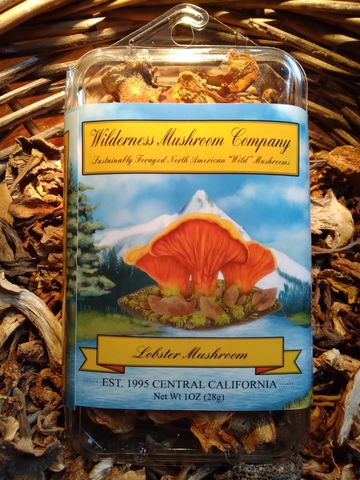 Wilderness Mushroom Company
Sustainably Foraged North American "Wild" Mushrooms
Lobster Mushroom
EST. 1995 CENTRAL CALIFORNIA
Net Wt 1OZ (28g)